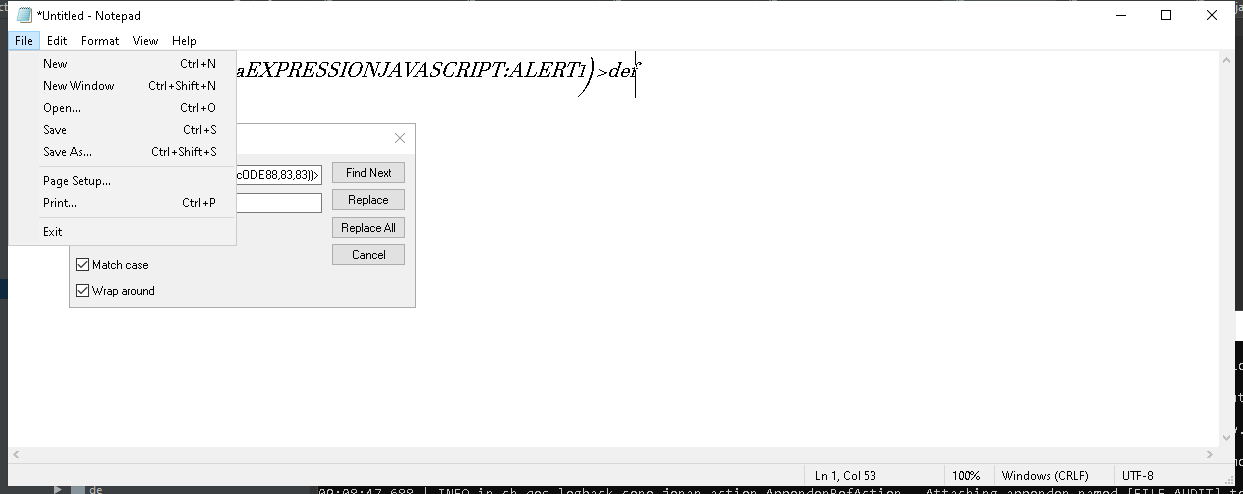 *Untitled - Notepad
File Edit Format View Help
New Ctrl+N
New Window Ctrl+Shift+N
Open... Ctrl+O
Save Ctrl+S
Save As... Ctrl+Shift+S
Page Setup...
Print... Ctrl+P
Exit
aEXPRESSIONJAVASCRIPT:ALERT1)>def
cODE88,83,83))>
Find Next
Replace
Replace All
Cancel
Match case
Wrap around
Ln 1, Col 53 100% Windows (CRLF) UTF-8
de
09:08:47.688 | INFO in ch.qos.logback.core.joran.action.AppenderRefAction - Attaching appender named [FILE_AUDIT] t